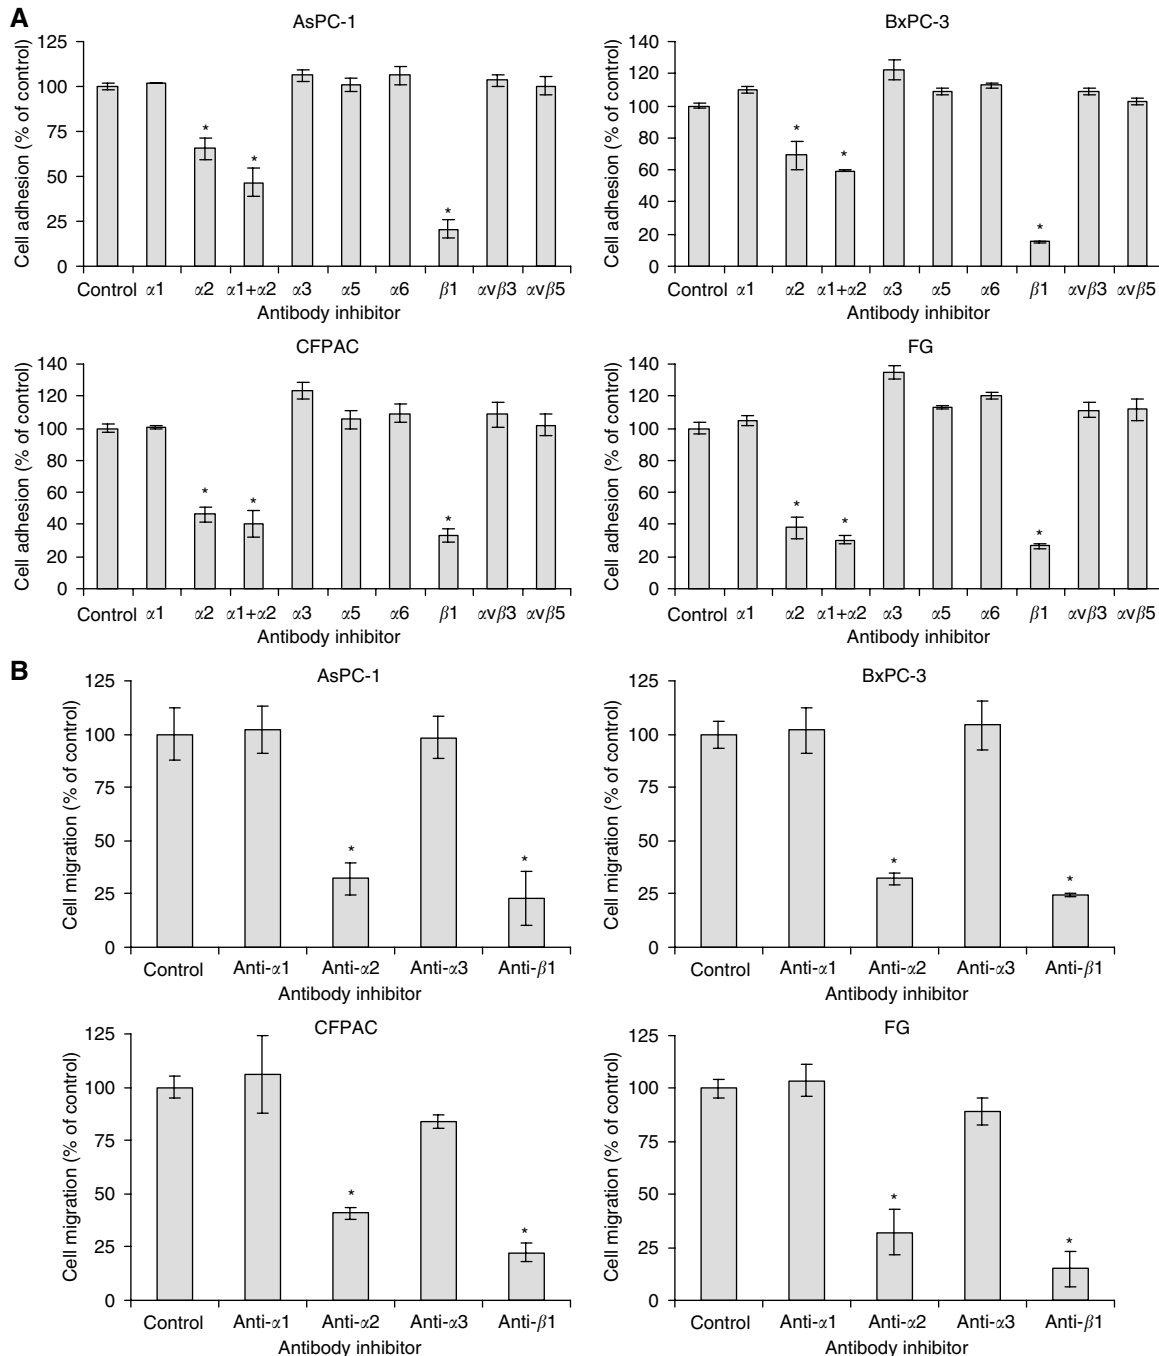 A
AsPC-1
Cell adhesion (% of control)
125
100
75
50
25
0
* * *
Control α1 α2 α1+α2 α3 α5 α6 β1 αvβ3 αvβ5
Antibody inhibitor
BxPC-3
Cell adhesion (% of control)
140
120
100
80
60
40
20
0
* * *
Control α1 α2 α1+α2 α3 α5 α6 β1 αvβ3 αvβ5
Antibody inhibitor
CFPAC
Cell adhesion (% of control)
140
120
100
80
60
40
20
0
* * *
Control α1 α2 α1+α2 α3 α5 α6 β1 αvβ3 αvβ5
Antibody inhibitor
FG
Cell adhesion (% of control)
140
120
100
80
60
40
20
0
* * *
Control α1 α2 α1+α2 α3 α5 α6 β1 αvβ3 αvβ5
Antibody inhibitor
B
AsPC-1
Cell migration (% of control)
125
100
75
50
25
0
* *
Control Anti-α1 Anti-α2 Anti-α3 Anti-β1
Antibody inhibitor
BxPC-3
Cell migration (% of control)
125
100
75
50
25
0
* *
Control Anti-α1 Anti-α2 Anti-α3 Anti-β1
Antibody inhibitor
CFPAC
Cell migration (% of control)
125
100
75
50
25
0
* *
Control Anti-α1 Anti-α2 Anti-α3 Anti-β1
Antibody inhibitor
FG
Cell migration (% of control)
125
100
75
50
25
0
* *
Control Anti-α1 Anti-α2 Anti-α3 Anti-β1
Antibody inhibitor